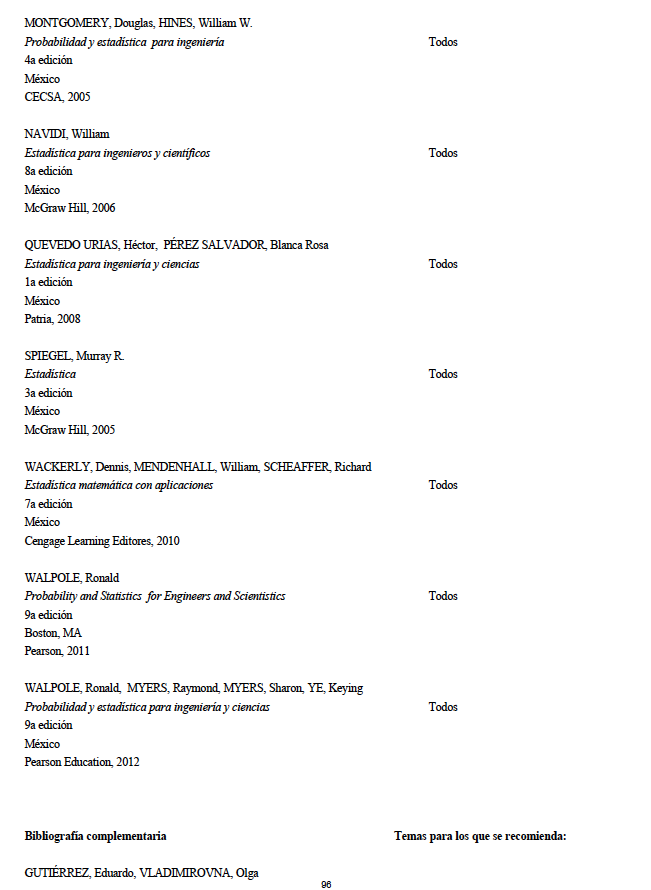 MONTGOMERY, Douglas, HINES, William W.
Probabilidad y estadística para ingeniería Todos
4a edición
México
CECSA, 2005
NAVIDI, William
Estadística para ingenieros y científicos Todos
8a edición
México
McGraw Hill, 2006
QUEVEDO URIAS, Héctor, PÉREZ SALVADOR, Blanca Rosa
Estadística para ingeniería y ciencias Todos
1a edición
México
Patria, 2008
SPIEGEL, Murray R.
Estadística Todos
3a edición
México
McGraw Hill, 2005
WACKERLY, Dennis, MENDENHALL, William, SCHEAFFER, Richard
Estadística matemática con aplicaciones Todos
7a edición
México
Cengage Learning Editores, 2010
WALPOLE, Ronald
Probability and Statistics for Engineers and Scientistics Todos
9a edición
Boston, MA
Pearson, 2011
WALPOLE, Ronald, MYERS, Raymond, MYERS, Sharon, YE, Keying
Probabilidad y estadística para ingeniería y ciencias Todos
9a edición
México
Pearson Education, 2012
Bibliografía complementaria Temas para los que se recomienda:
GUTIÉRREZ, Eduardo, VLADIMIROVNA, Olga
96